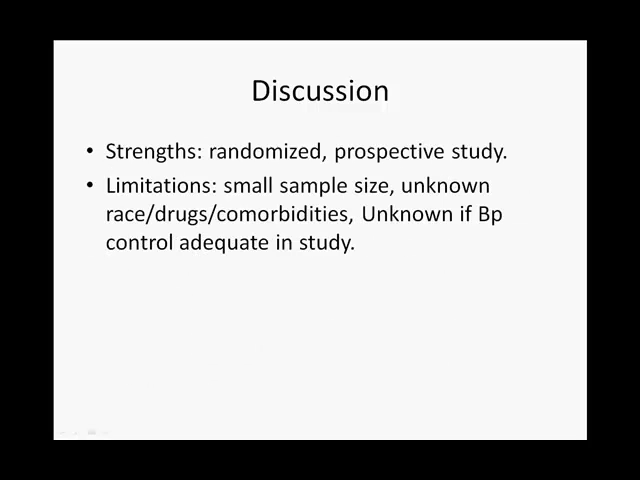 Discussion
• Strengths: randomized, prospective study.
• Limitations: small sample size, unknown
race/drugs/comorbidities, Unknown if Bp
control adequate in study.